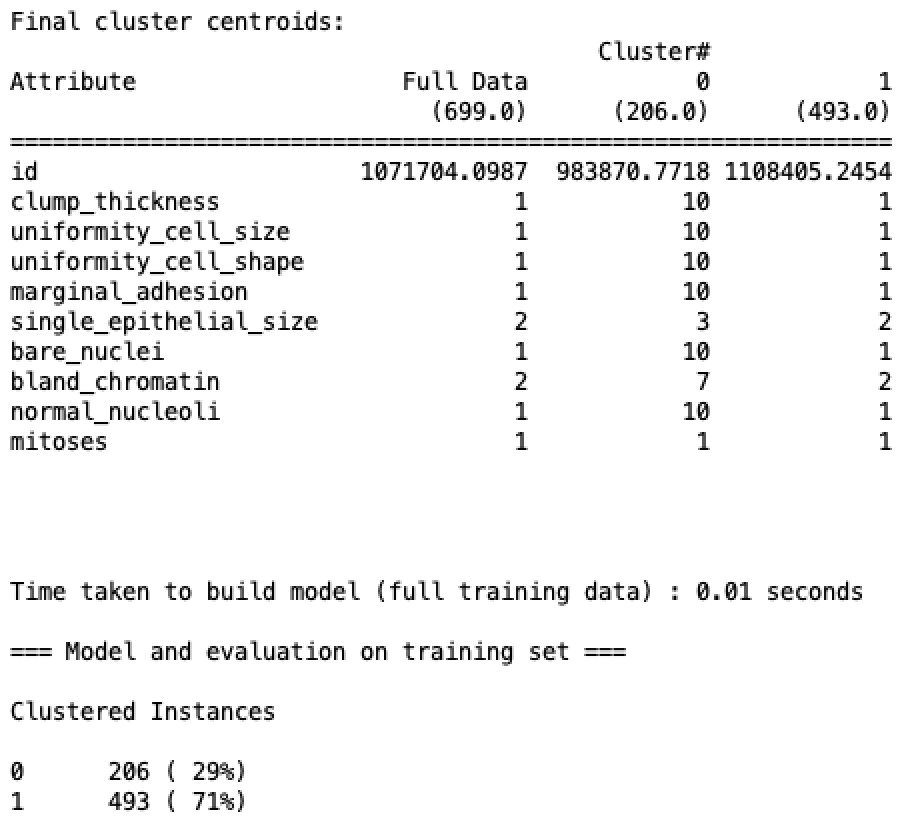 Final cluster centroids:
Cluster#
Attribute Full Data 0 1
(699.0) (206.0) (493.0)
==========================================================================
id 1071704.0987 983870.7718 1108405.2454
clump_thickness 1 10 1
uniformity_cell_size 1 10 1
uniformity_cell_shape 1 10 1
marginal_adhesion 1 10 1
single_epithelial_size 2 3 2
bare_nuclei 1 10 1
bland_chromatin 2 7 2
normal_nucleoli 1 10 1
mitoses 1 1 1
Time taken to build model (full training data) : 0.01 seconds
=== Model and evaluation on training set ===
Clustered Instances
0 206 ( 29%)
1 493 ( 71%)